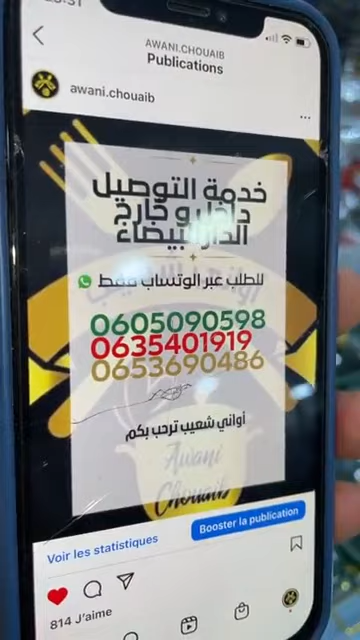 AWANI.CHOUAIB
Publications
awani.chouaib
خدمة التوصيل
داخل و خارج
الدار البيضاء
للطلب عبر الوتساب فقط
0605090598
0635401919
0653690486
أواني شعيب ترحب بكم
Awani
Chouaib
Voir les statistiques
Booster la publication
814 J'aime